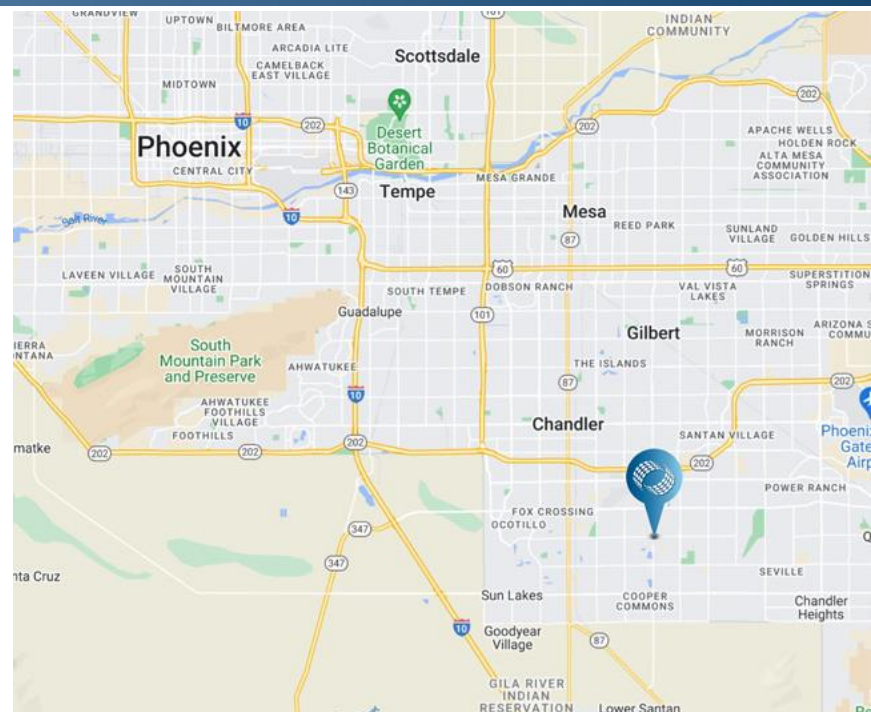 GRANDVIEW
UPTOWN
BILTMORE AREA
101
INDIAN
COMMUNITY
ARCADIA LITE
CAMELBACK
EAST VILLAGE
Scottsdale
MIDTOWN
202
10
202
202
Desert
Botanical
Garden
Phoenix
CENTRAL CITY
APACHE WELLS
HOLDEN ROCK
ALTA MESA
COMMUNITY
ASSOCIATION
MESA GRANDE
143
Tempe
10
Salt River
Mesa
REED PARK
87
SUNLAND
VILLAGE
GOLDEN HILLS
LAVEEN VILLAGE
SOUTH
MOUNTAIN
VILLAGE
60
60
SUPERSTITION
SPRINGS
SOUTH TEMPE
DOBSON RANCH
VAL VISTA
LAKES
Guadalupe
101
Gilbert
MORRISON
RANCH
ARIZONA S
COMMU
IERRA
NTANA
South
Mountain Park
and Preserve
AHWATUKEE
THE ISLANDS
87
202
10
AHWATUKEE
FOOTHILLS
VILLAGE
FOOTHILLS
Chandler
SANTAN VILLAGE
Phoenix
Gate
Airp
matke
202
202
202
202
POWER RANCH
FOX CROSSING
OCOTILLO
347
347
Q
nta Cruz
SEVILLE
Sun Lakes
COOPER
COMMONS
Chandler
Heights
10
Goodyear
Village
87
GILA RIVER
INDIAN
RESERVATION
Lower Santan